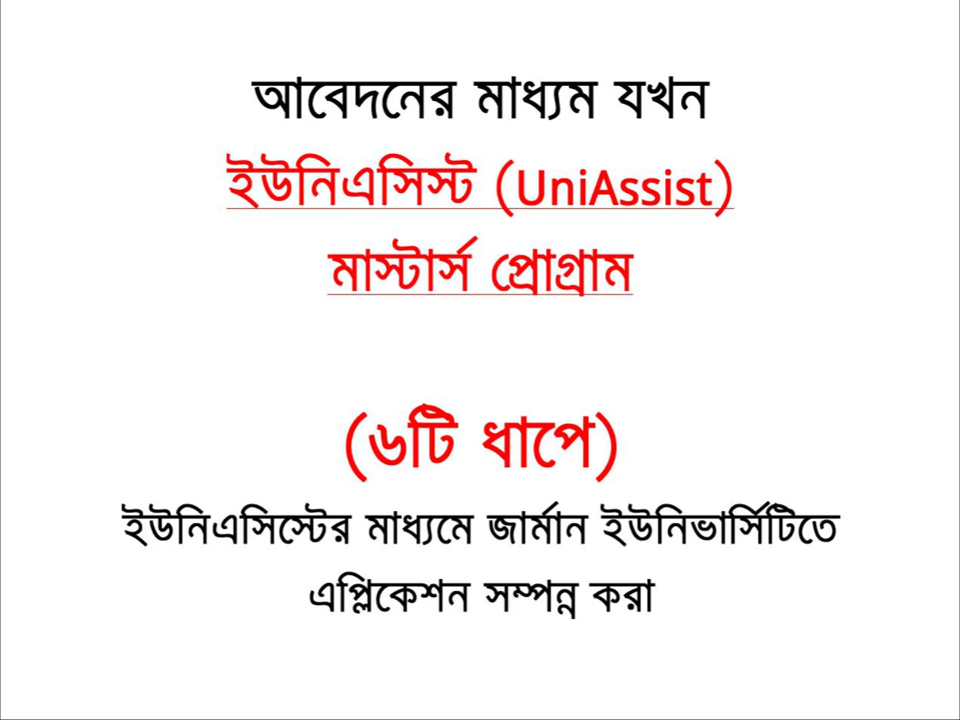 আবেদনের মাধ্যম যখন
ইউনিএসিস্ট (UniAssist)
মাস্টার্স প্রোগ্রাম
(৬টি ধাপে)
ইউনিএসিস্টের মাধ্যমে জার্মান ইউনিভার্সিটিতে
এপ্লিকেশন সম্পন্ন করা